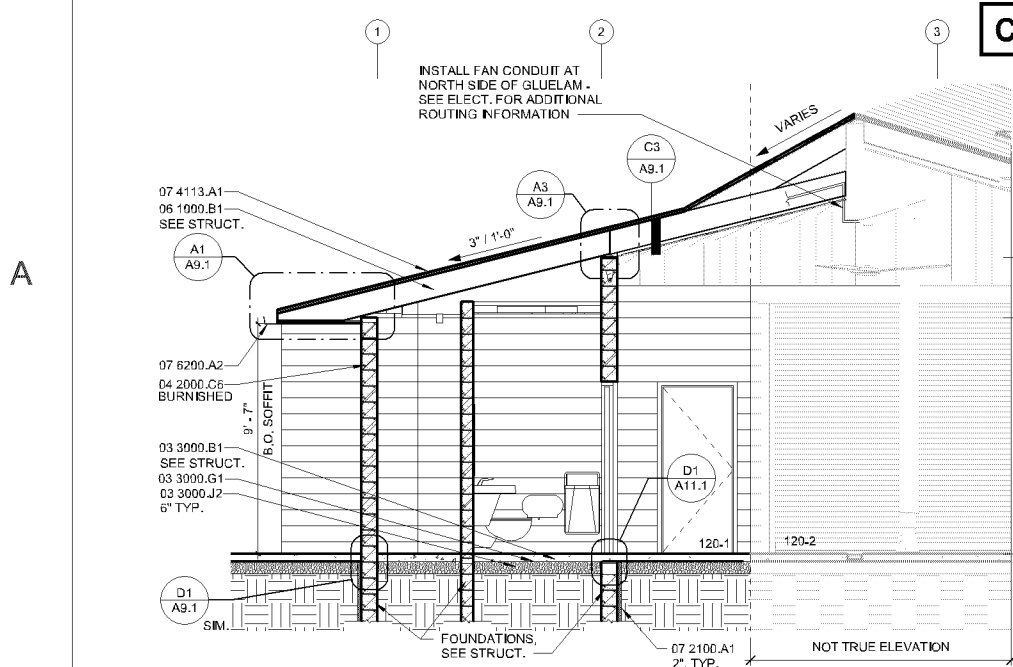 1
2
3
C
INSTALL FAN CONDUIT AT
NORTH SIDE OF GLUELAM -
SEE ELECT. FOR ADDITIONAL
ROUTING INFORMATION
VARIES
C3
A9.1
A3
A9.1
07 4113.A1
06 1000.B1
SEE STRUCT.
3" / 1'-0"
A1
A9.1
A
07 6200.A2
04 2000.C6
BURNISHED
9' - 7"
B.O. SOFFIT
03 3000.B1
SEE STRUCT.
03 3000.G1
03 3000.J2
6" TYP.
D1
A11.1
120-1
120-2
D1
A9.1
SIM.
FOUNDATIONS,
SEE STRUCT.
07 2100.A1
2", TYP.
NOT TRUE ELEVATION